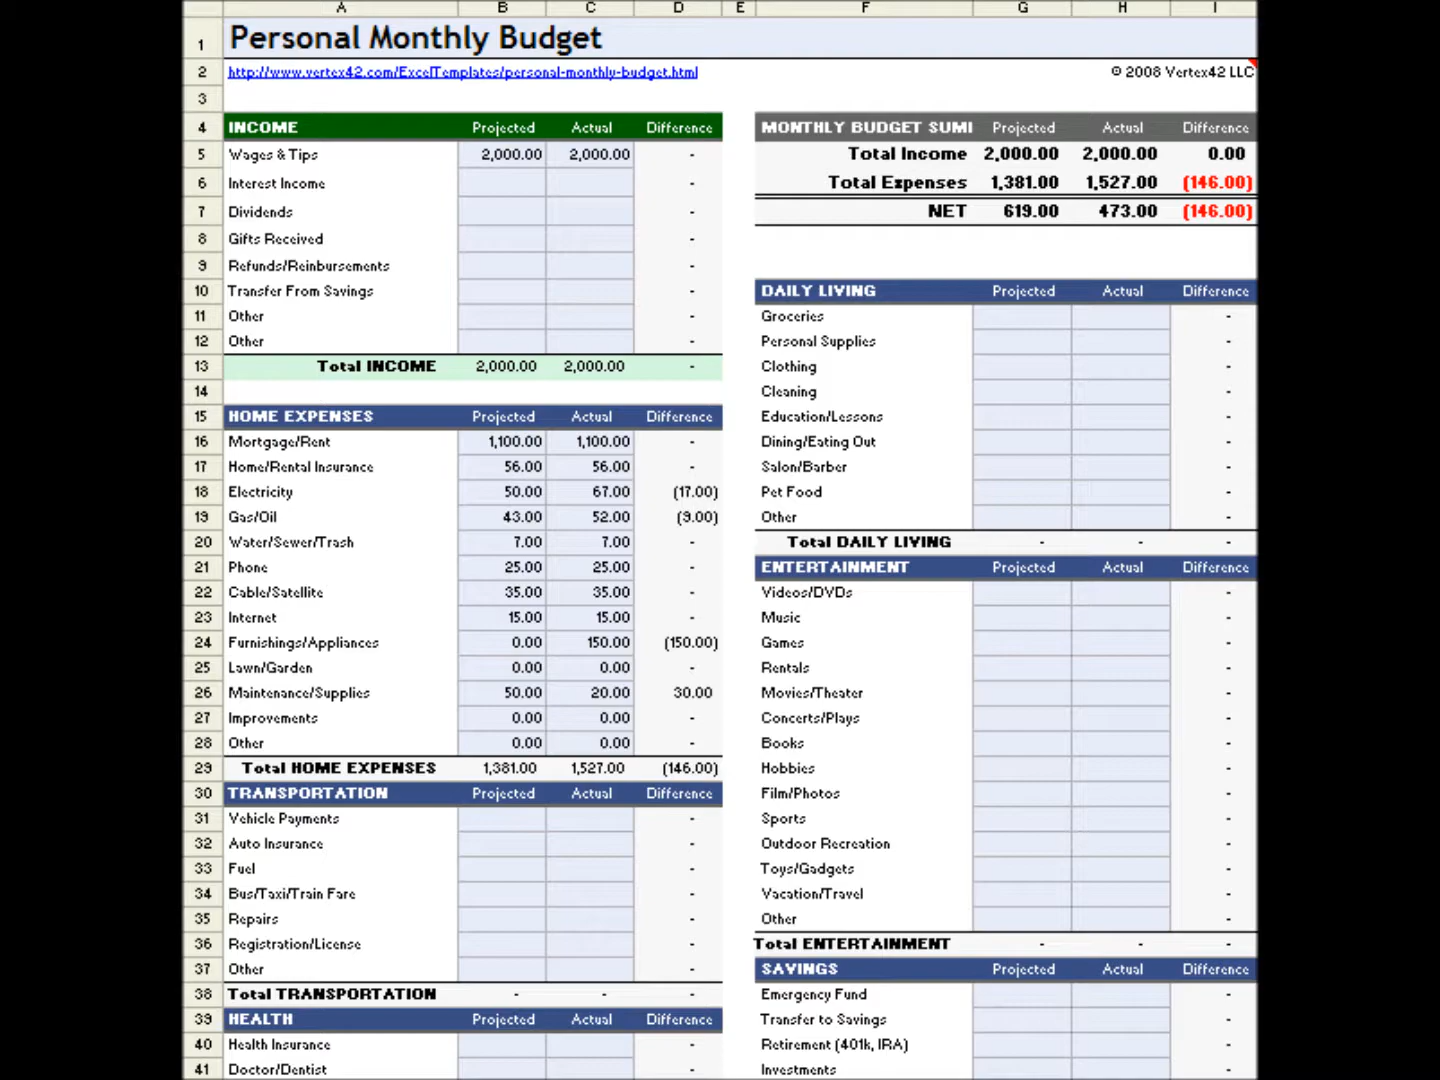 A B C D E F G H I
1 Personal Monthly Budget
2 http://www.vertex42.com/ExcelTemplates/personal-monthly-budget.html © 2008 Vertex42 LLC
3
4 INCOME Projected Actual Difference MONTHLY BUDGET SUMI Projected Actual Difference
5 Wages & Tips 2,000.00 2,000.00 - Total Income 2,000.00 2,000.00 0.00
6 Interest Income - Total Expenses 1,381.00 1,527.00 (146.00)
7 Dividends - NET 619.00 473.00 (146.00)
8 Gifts Received -
9 Refunds/Reinbursements -
10 Transfer From Savings - DAILY LIVING Projected Actual Difference
11 Other - Groceries -
12 Other - Personal Supplies -
13 Total INCOME 2,000.00 2,000.00 - Clothing -
14 Cleaning -
15 HOME EXPENSES Projected Actual Difference Education/Lessons -
16 Mortgage/Rent 1,100.00 1,100.00 - Dining/Eating Out -
17 Home/Rental Insurance 56.00 56.00 - Salon/Barber -
18 Electricity 50.00 67.00 (17.00) Pet Food -
19 Gas/Oil 43.00 52.00 (9.00) Other -
20 Water/Sewer/Trash 7.00 7.00 - Total DAILY LIVING - - -
21 Phone 25.00 25.00 - ENTERTAINMENT Projected Actual Difference
22 Cable/Satellite 35.00 35.00 - Videos/DVDs -
23 Internet 15.00 15.00 - Music -
24 Furnishings/Appliances 0.00 150.00 (150.00) Games -
25 Lawn/Garden 0.00 0.00 - Rentals -
26 Maintenance/Supplies 50.00 20.00 30.00 Movies/Theater -
27 Improvements 0.00 0.00 - Concerts/Plays -
28 Other 0.00 0.00 - Books -
29 Total HOME EXPENSES 1,381.00 1,527.00 (146.00) Hobbies -
30 TRANSPORTATION Projected Actual Difference Film/Photos -
31 Vehicle Payments - Sports -
32 Auto Insurance - Outdoor Recreation -
33 Fuel - Toys/Gadgets -
34 Bus/Taxi/Train Fare - Vacation/Travel -
35 Repairs - Other -
36 Registration/License - Total ENTERTAINMENT - - -
37 Other - SAVINGS Projected Actual Difference
38 Total TRANSPORTATION - - - Emergency Fund -
39 HEALTH Projected Actual Difference Transfer to Savings -
40 Health Insurance - Retirement (401k, IRA) -
41 Doctor/Dentist - Investments -